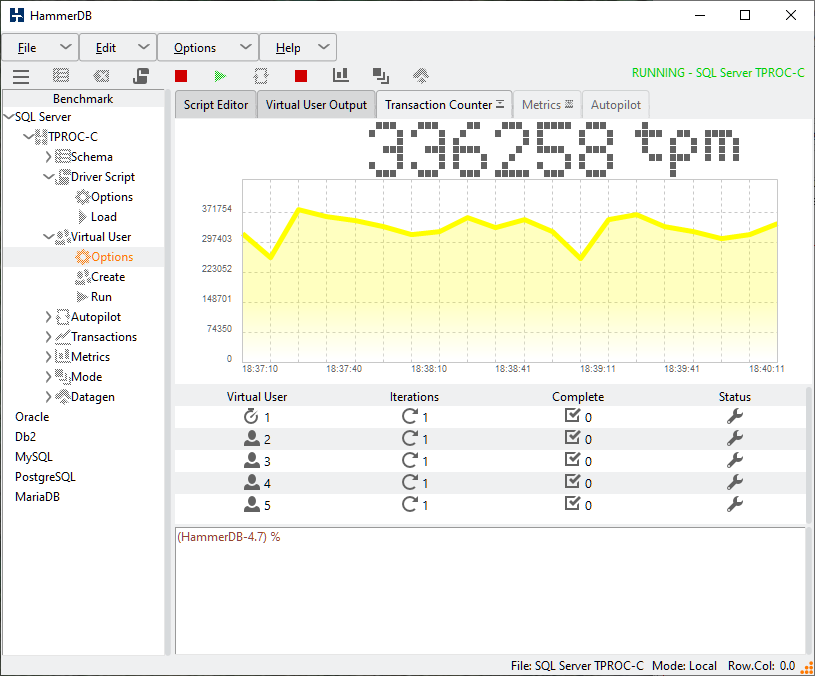 HammerDB
File Edit Options Help
RUNNING - SQL Server TPROC-C
Benchmark
SQL Server
TPROC-C
Schema
Driver Script
Options
Load
Virtual User
Options
Create
Run
Autopilot
Transactions
Metrics
Mode
Datagen
Oracle
Db2
MySQL
PostgreSQL
MariaDB
Script Editor Virtual User Output Transaction Counter Metrics Autopilot
336258 tpm
371754
297403
223052
148701
74350
0
18:37:10 18:37:40 18:38:10 18:38:41 18:39:11 18:39:41 18:40:11
Virtual User Iterations Complete Status
1 1 0
2 1 0
3 1 0
4 1 0
5 1 0
(HammerDB-4.7) %
File: SQL Server TPROC-C Mode: Local Row.Col: 0.0